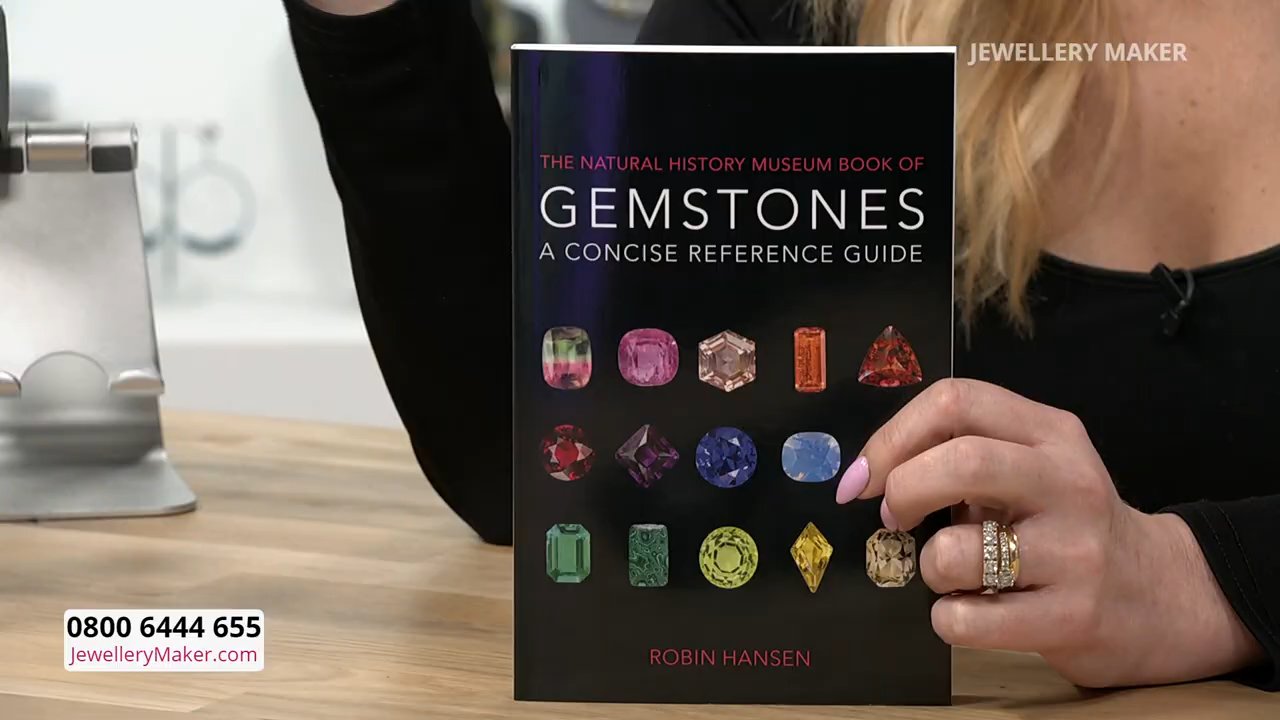 JEWELLERY MAKER
THE NATURAL HISTORY MUSEUM BOOK OF
GEMSTONES
A CONCISE REFERENCE GUIDE
ROBIN HANSEN
0800 6444 655
JewelleryMaker.com